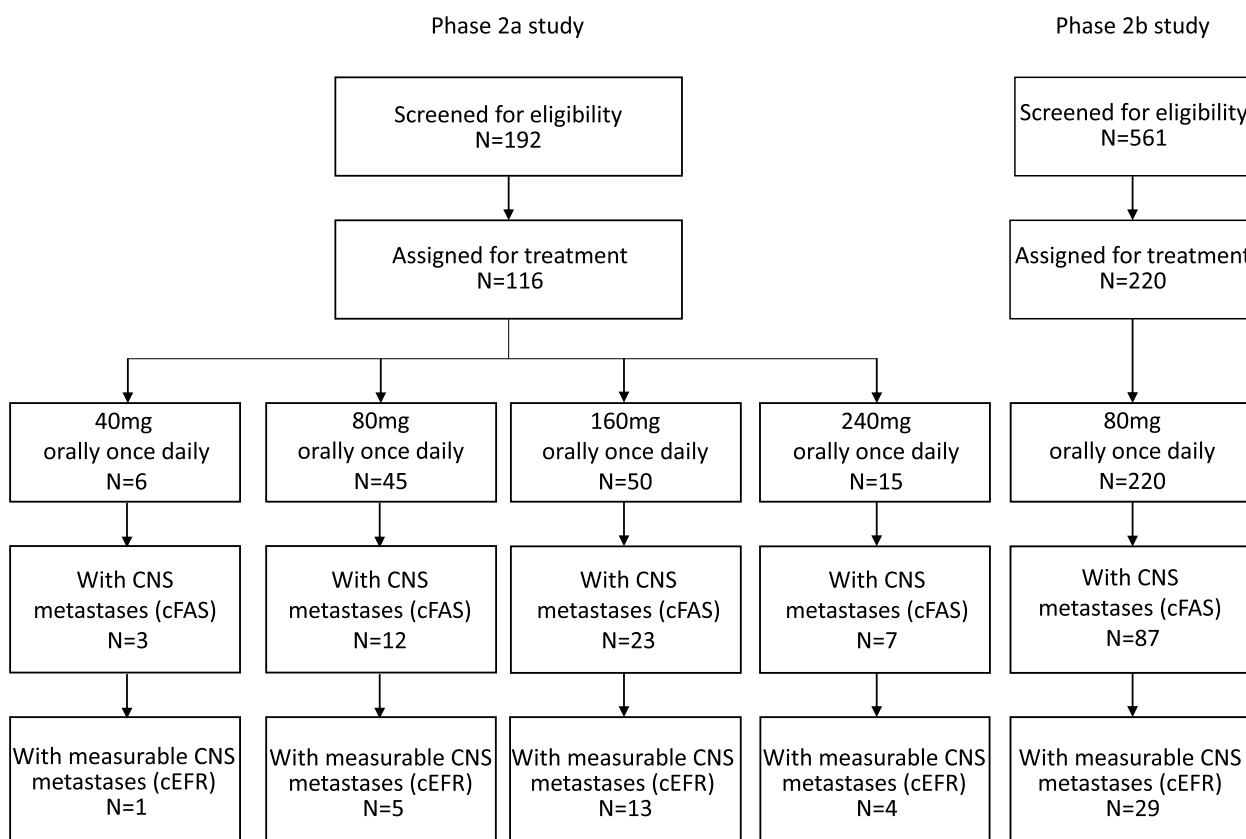 Phase 2a study
Phase 2b study
Screened for eligibility
N=192
Screened for eligibility
N=561
Assigned for treatment
N=116
Assigned for treatment
N=220
40mg
orally once daily
N=6
80mg
orally once daily
N=45
160mg
orally once daily
N=50
240mg
orally once daily
N=15
80mg
orally once daily
N=220
With CNS
metastases (cFAS)
N=3
With CNS
metastases (cFAS)
N=12
With CNS
metastases (cFAS)
N=23
With CNS
metastases (cFAS)
N=7
With CNS
metastases (cFAS)
N=87
With measurable CNS
metastases (cEFR)
N=1
With measurable CNS
metastases (cEFR)
N=5
With measurable CNS
metastases (cEFR)
N=13
With measurable CNS
metastases (cEFR)
N=4
With measurable CNS
metastases (cEFR)
N=29